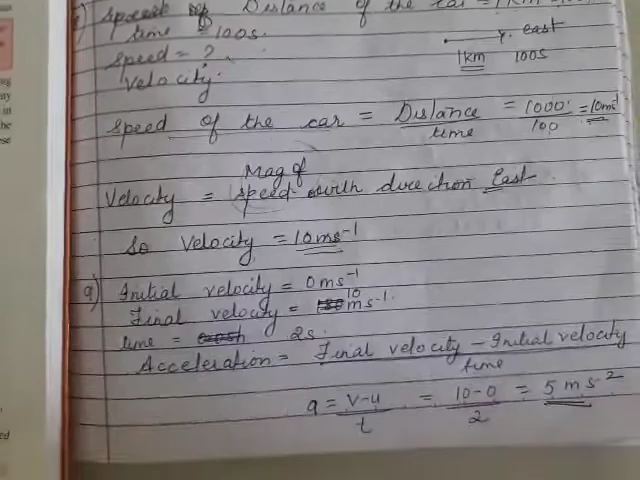 Distance of the car = 1km
time = 100s.
east
speed = ?
1km 100s
Velocity.
Speed of the car = Distance / time = 1000 / 100 = 10ms-1
Mag of
Velocity = speed with direction East.
So Velocity = 10ms-1
9) Initial velocity = 0ms-1
Final velocity = 10 ms-1.
time = 2s.
Acceleration = Final velocity - Initial velocity / time
a = v-u / t = 10-0 / 2 = 5ms-2